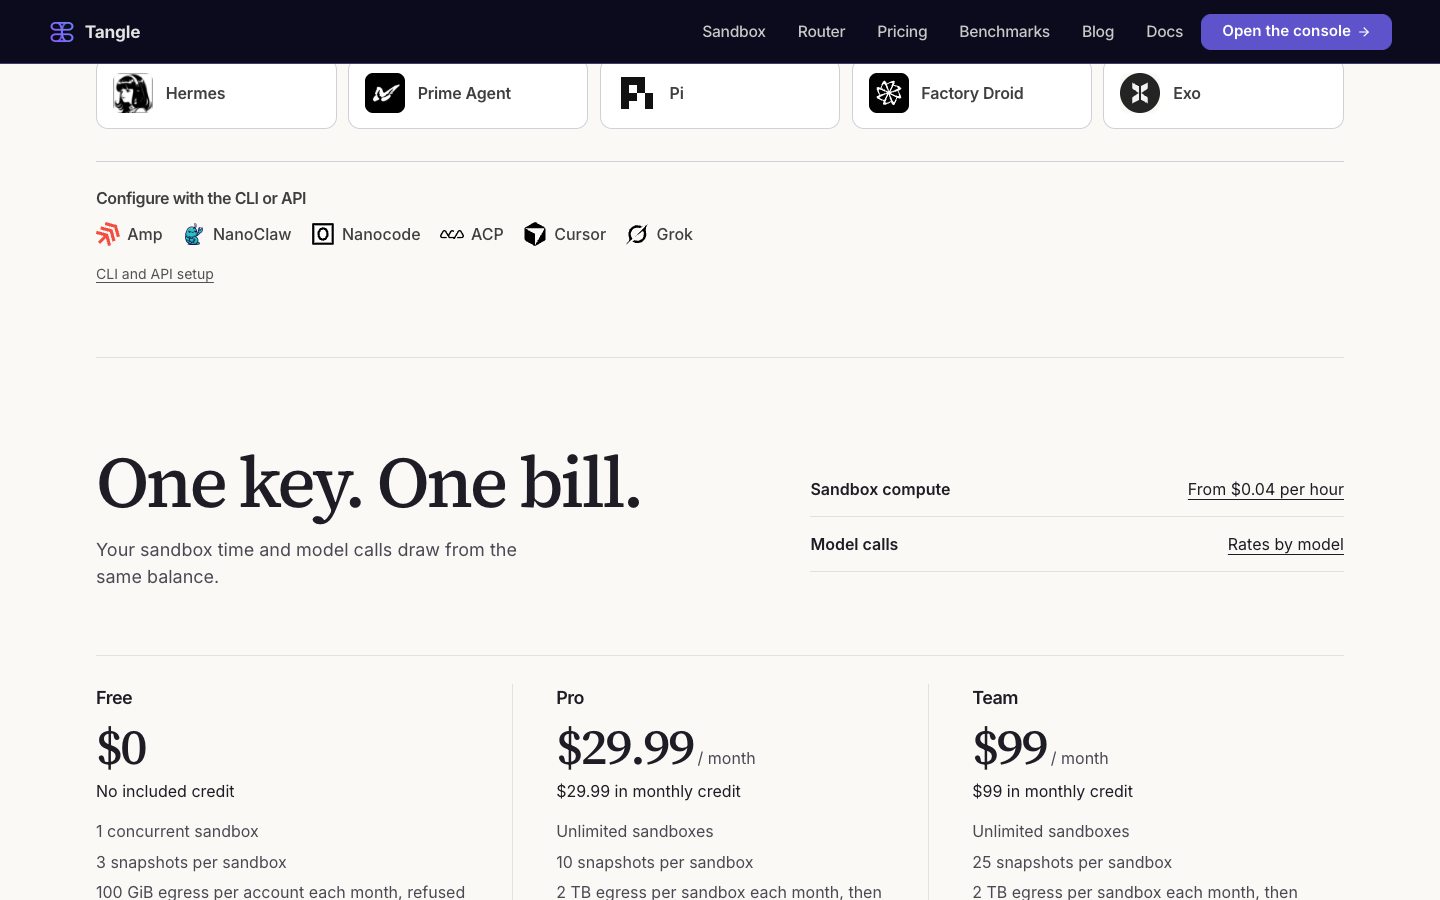 Tangle
Sandbox
Router
Pricing
Benchmarks
Blog
Docs
Open the console →
Hermes
Prime Agent
Pi
Factory Droid
Exo
Configure with the CLI or API
Amp
NanoClaw
Nanocode
ACP
Cursor
Grok
CLI and API setup
One key. One bill.
Your sandbox time and model calls draw from the
same balance.
Sandbox compute
From $0.04 per hour
Model calls
Rates by model
Free
$0
No included credit
1 concurrent sandbox
3 snapshots per sandbox
100 GiB egress per account each month, refused
Pro
$29.99 / month
$29.99 in monthly credit
Unlimited sandboxes
10 snapshots per sandbox
2 TB egress per sandbox each month, then
Team
$99 / month
$99 in monthly credit
Unlimited sandboxes
25 snapshots per sandbox
2 TB egress per sandbox each month, then